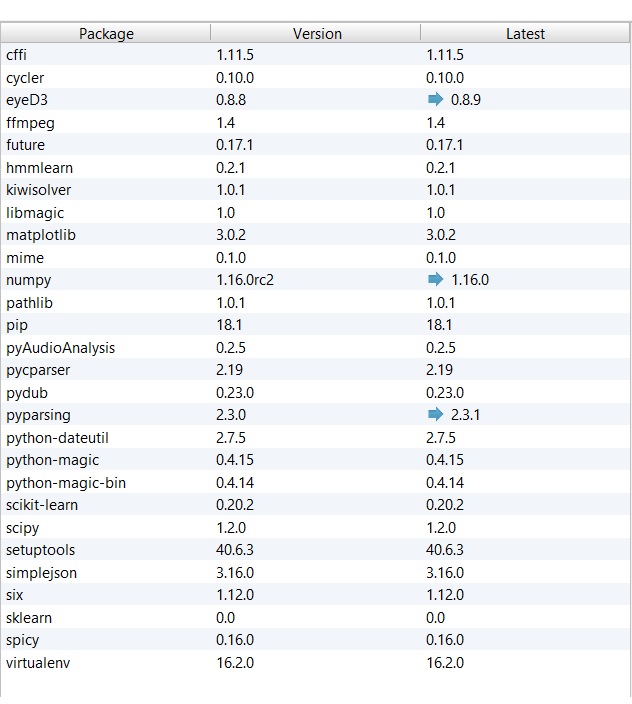 Package Version Latest
cffi 1.11.5 1.11.5
cycler 0.10.0 0.10.0
eyeD3 0.8.8 0.8.9
ffmpeg 1.4 1.4
future 0.17.1 0.17.1
hmmlearn 0.2.1 0.2.1
kiwisolver 1.0.1 1.0.1
libmagic 1.0 1.0
matplotlib 3.0.2 3.0.2
mime 0.1.0 0.1.0
numpy 1.16.0rc2 1.16.0
pathlib 1.0.1 1.0.1
pip 18.1 18.1
pyAudioAnalysis 0.2.5 0.2.5
pycparser 2.19 2.19
pydub 0.23.0 0.23.0
pyparsing 2.3.0 2.3.1
python-dateutil 2.7.5 2.7.5
python-magic 0.4.15 0.4.15
python-magic-bin 0.4.14 0.4.14
scikit-learn 0.20.2 0.20.2
scipy 1.2.0 1.2.0
setuptools 40.6.3 40.6.3
simplejson 3.16.0 3.16.0
six 1.12.0 1.12.0
sklearn 0.0 0.0
spicy 0.16.0 0.16.0
virtualenv 16.2.0 16.2.0